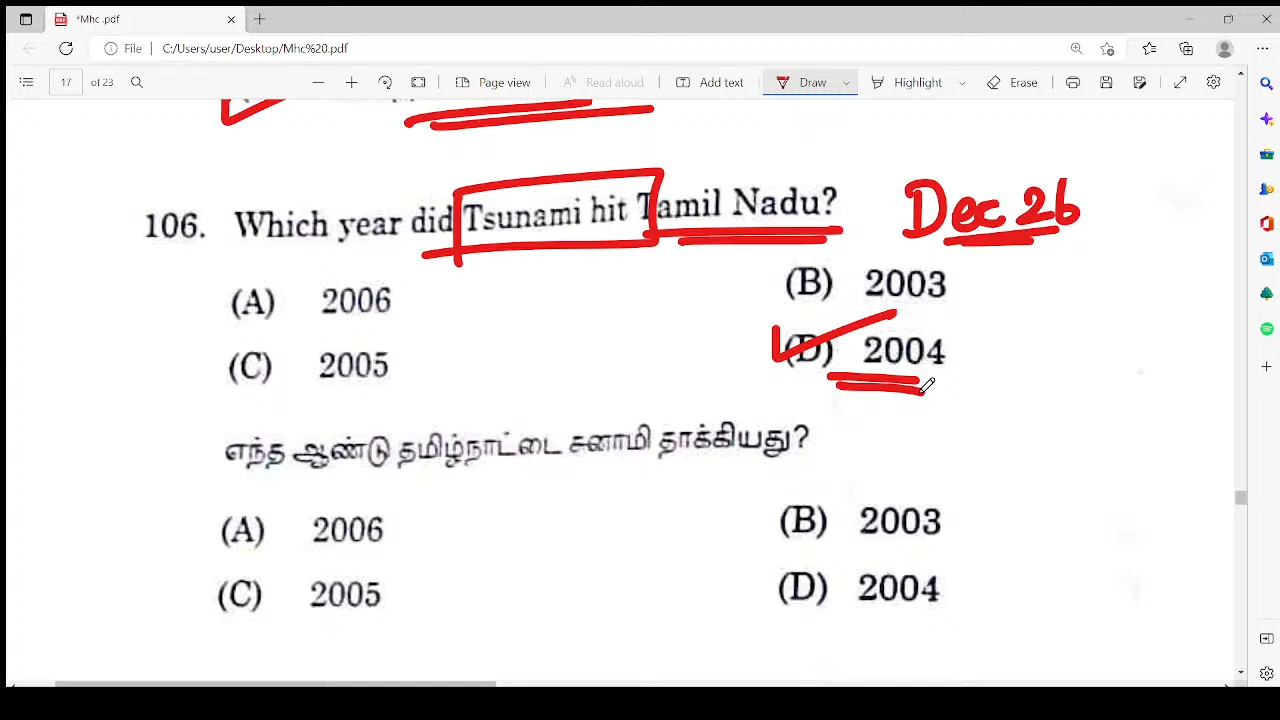 *Mhc .pdf
File | C:/Users/user/Desktop/Mhc%20.pdf
17 of 23 Page view Read aloud Add text Draw Highlight Erase
106. Which year did Tsunami hit Tamil Nadu? Dec 26
(A) 2006 (B) 2003
(C) 2005 (D) 2004
எந்த ஆண்டு தமிழ்நாட்டை சுனாமி தாக்கியது?
(A) 2006 (B) 2003
(C) 2005 (D) 2004